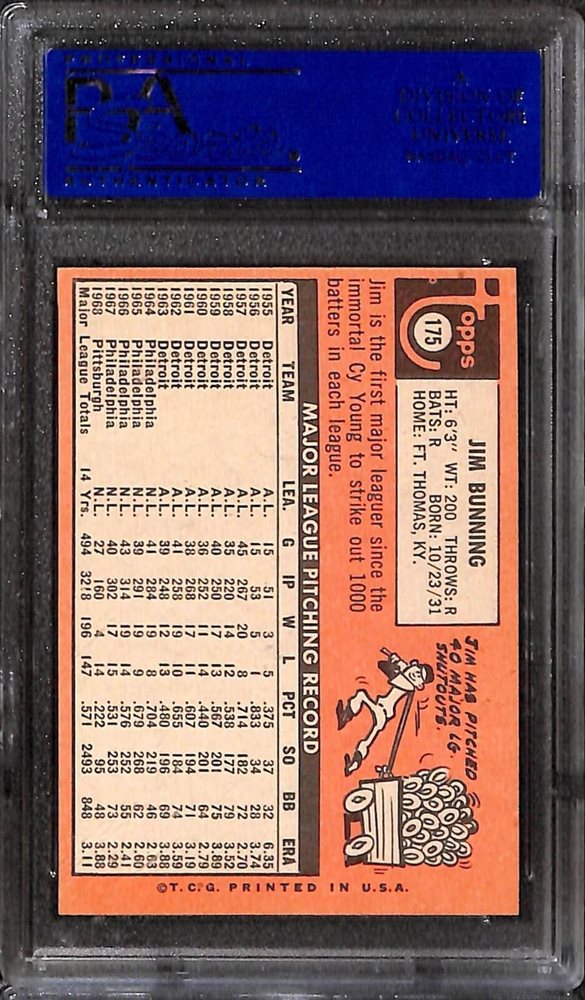 PROFESSIONAL
PSA
AUTHENTICATOR
A
DIVISION OF
COLLECTORS
UNIVERSE
NASDAQ: CLCT
Topps
175
JIM BUNNING
HT: 6'3" WT: 200 THROWS: R
BATS: R BORN: 10/23/31
HOME: FT. THOMAS, KY.
JIM HAS PITCHED
40 MAJOR LG.
SHUTOUTS.
Jim is the first major leaguer since the
immortal Cy Young to strike out 1000
batters in each league.
MAJOR LEAGUE PITCHING RECORD
YEAR TEAM LEA. G IP W L PCT SO BB ERA
1955 Detroit A.L. 15 51 3 5 .375 37 32 6.35
1956 Detroit A.L. 15 53 5 1 .833 34 28 3.74
1957 Detroit A.L. 45 267 20 8 .714 182 72 2.70
1958 Detroit A.L. 35 220 14 12 .538 177 79 3.52
1959 Detroit A.L. 40 250 17 13 .567 201 75 3.89
1960 Detroit A.L. 36 252 11 14 .440 201 64 2.79
1961 Detroit A.L. 38 268 17 11 .607 194 71 3.19
1962 Detroit A.L. 41 258 19 10 .655 184 74 3.59
1963 Detroit A.L. 39 248 12 13 .480 196 69 3.88
1964 Philadelphia N.L. 41 284 19 8 .704 219 46 2.63
1965 Philadelphia N.L. 39 291 19 9 .679 268 62 2.60
1966 Philadelphia N.L. 43 314 19 14 .576 252 55 2.41
1967 Philadelphia N.L. 40 302 17 15 .531 253 73 2.29
1968 Pittsburgh N.L. 27 160 4 14 .222 95 48 3.88
Major League Totals 14 Yrs. 494 3218 196 147 .571 2493 848 3.11
©T.C.G. PRINTED IN U.S.A.